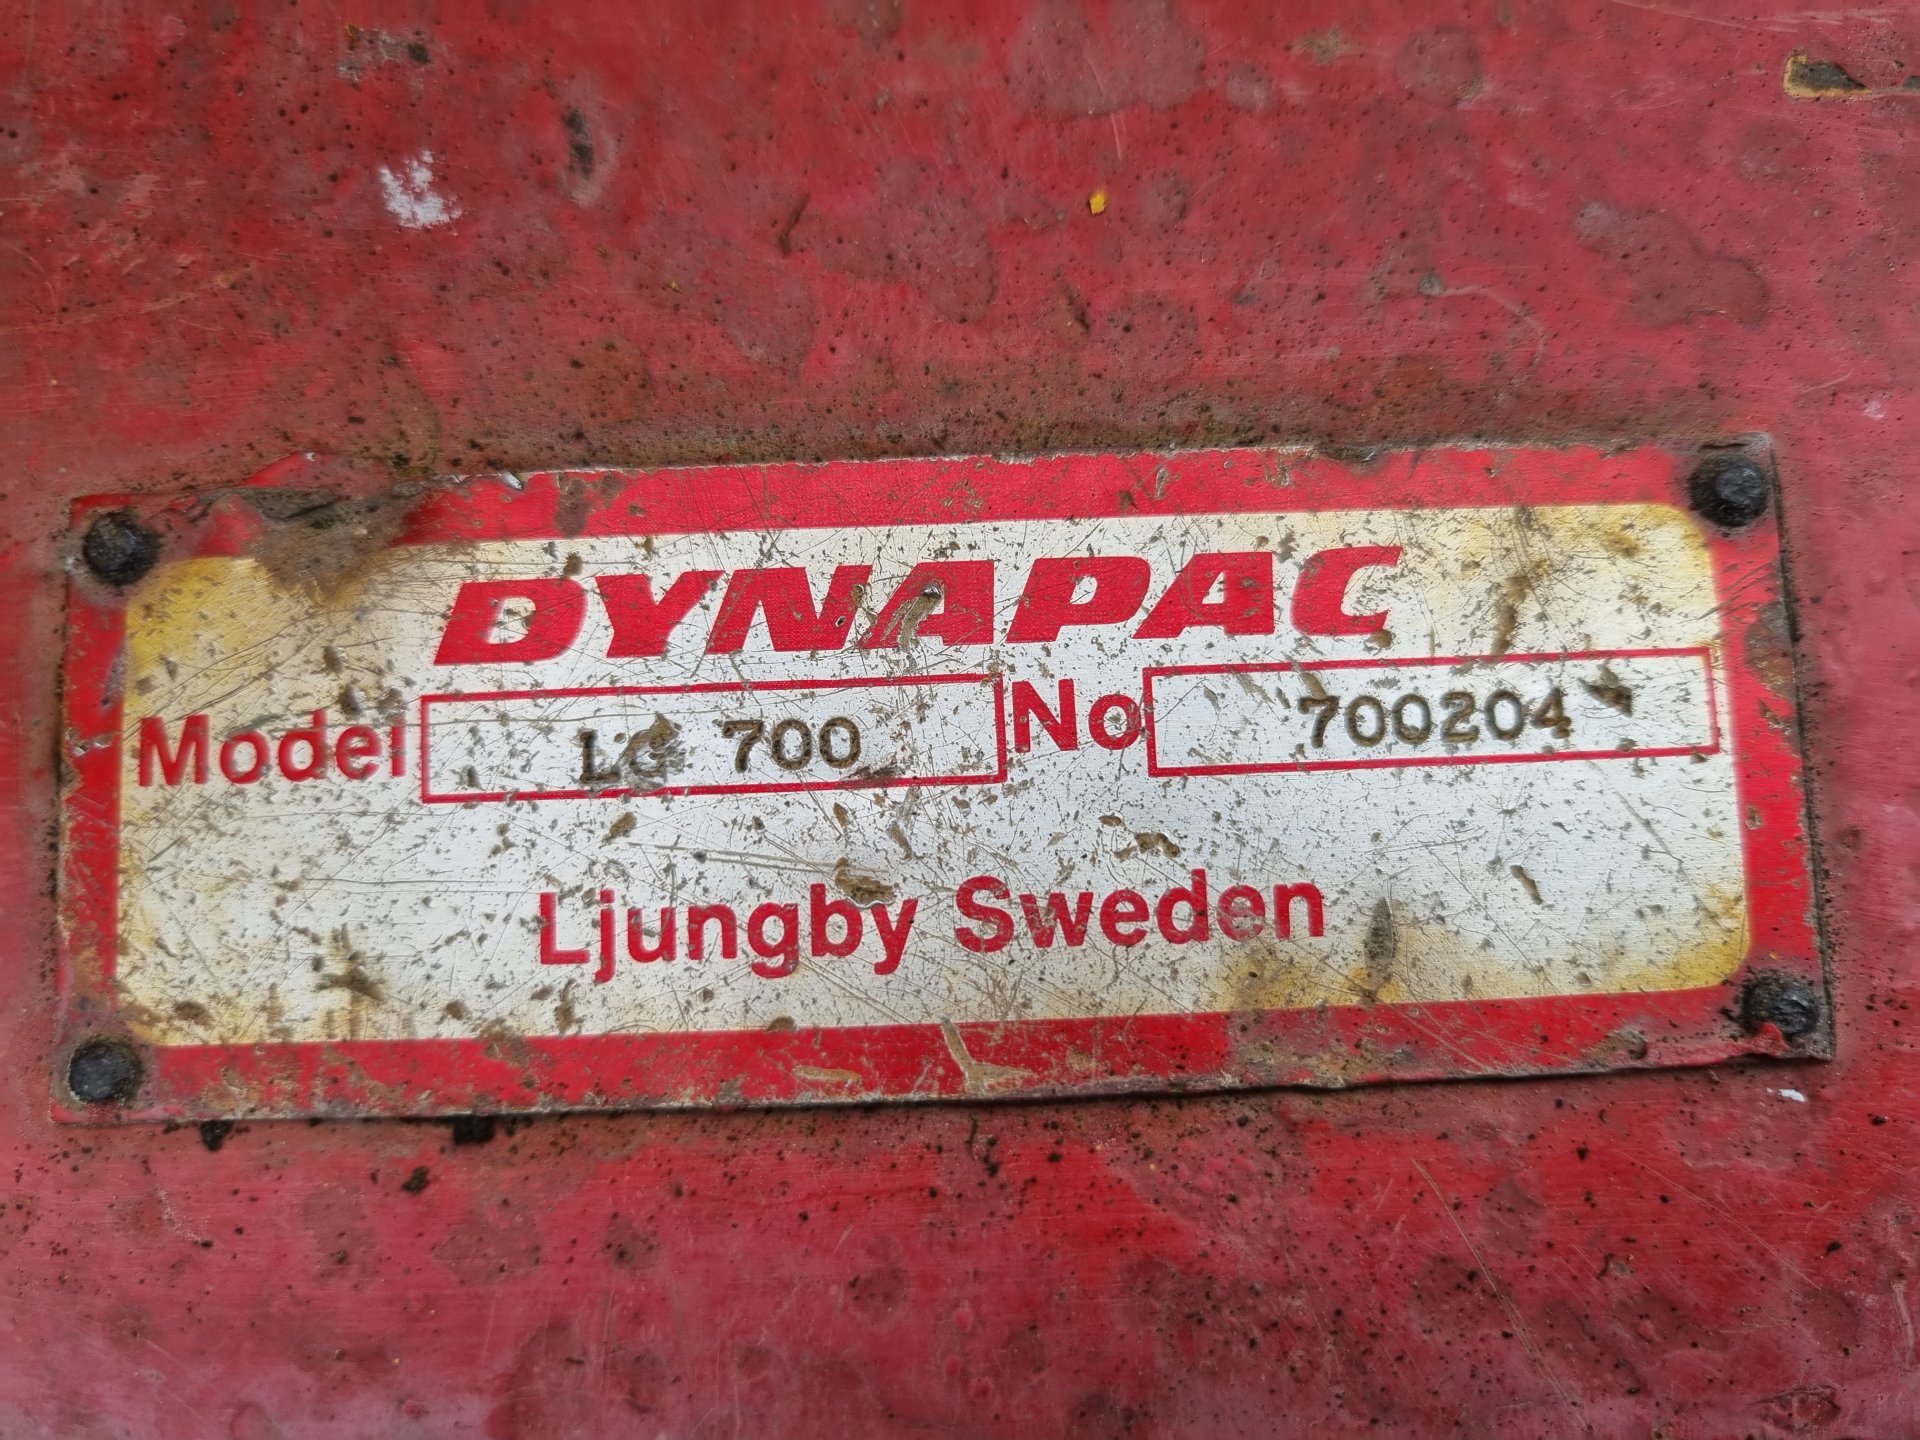 DYNAPAC
Model LG 700 No 700204
Ljungby Sweden